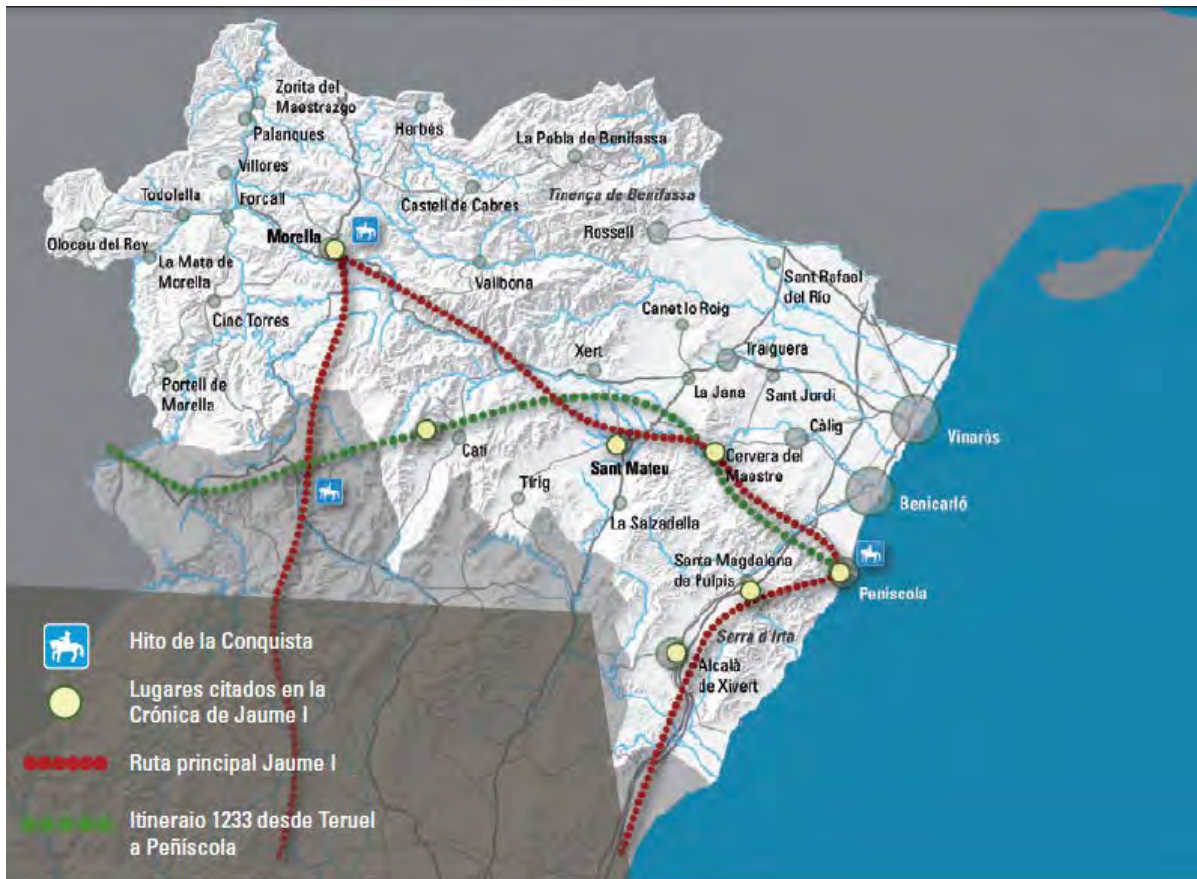 Zorita del
Maestrazgo
Palanques
Herbés
La Pobla de Benifassa
Villores
Todolella
Forcall
Castell de Cabres
Tinença de Benifassa
Olocau del Rey
Morella
Rossell
La Mata de
Morella
Vallbona
Sant Rafael
del Río
Cinc Torres
Canet lo Roig
Xert
Traiguera
Portell de
Morella
La Jana
Sant Jordi
Càlig
Vinaròs
Catí
Sant Mateu
Cervera del
Maestre
Tírig
La Salzadella
Benicarló
Santa Magdalena
de Pulpis
Peníscola
Serra d'Irta
Alcalà
de Xivert
Hito de la Conquista
Lugares citados en la
Crónica de Jaume I
Ruta principal Jaume I
Itineraio 1233 desde Teruel
a Peñíscola